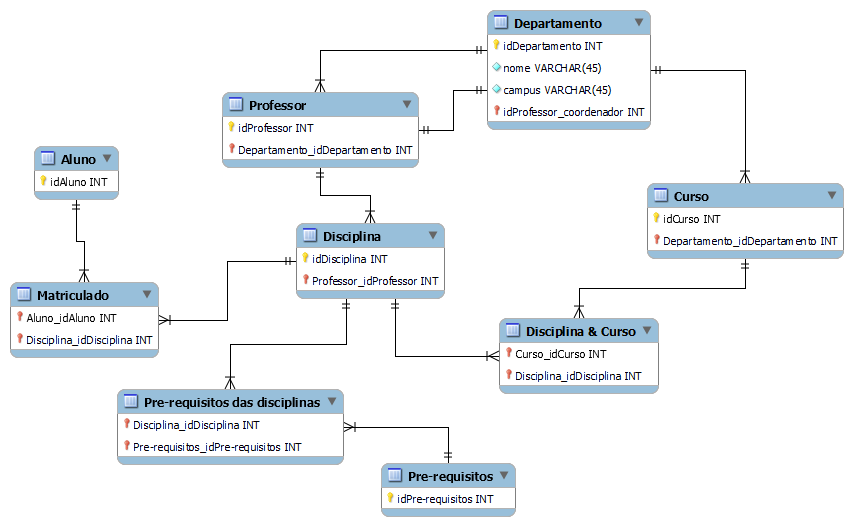 Departamento
idDepartamento INT
nome VARCHAR(45)
campus VARCHAR(45)
idProfessor_coordenador INT
Professor
idProfessor INT
Departamento_idDepartamento INT
Aluno
idAluno INT
Curso
idCurso INT
Departamento_idDepartamento INT
Disciplina
idDisciplina INT
Professor_idProfessor INT
Matriculado
Aluno_idAluno INT
Disciplina_idDisciplina INT
Disciplina & Curso
Curso_idCurso INT
Disciplina_idDisciplina INT
Pre-requisitos das disciplinas
Disciplina_idDisciplina INT
Pre-requisitos_idPre-requisitos INT
Pre-requisitos
idPre-requisitos INT